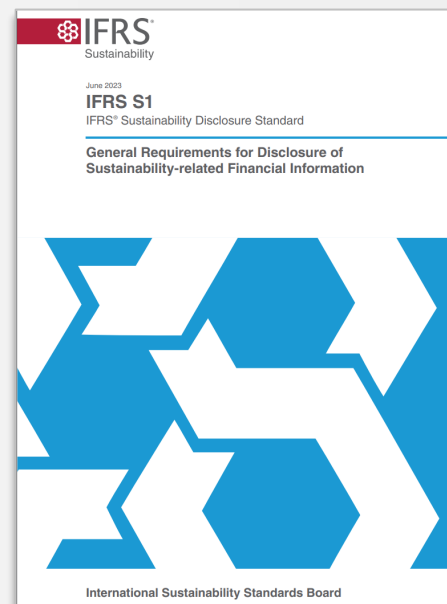 IFRS®
Sustainability
June 2023
IFRS S1
IFRS® Sustainability Disclosure Standard
General Requirements for Disclosure of
Sustainability-related Financial Information
International Sustainability Standards Board